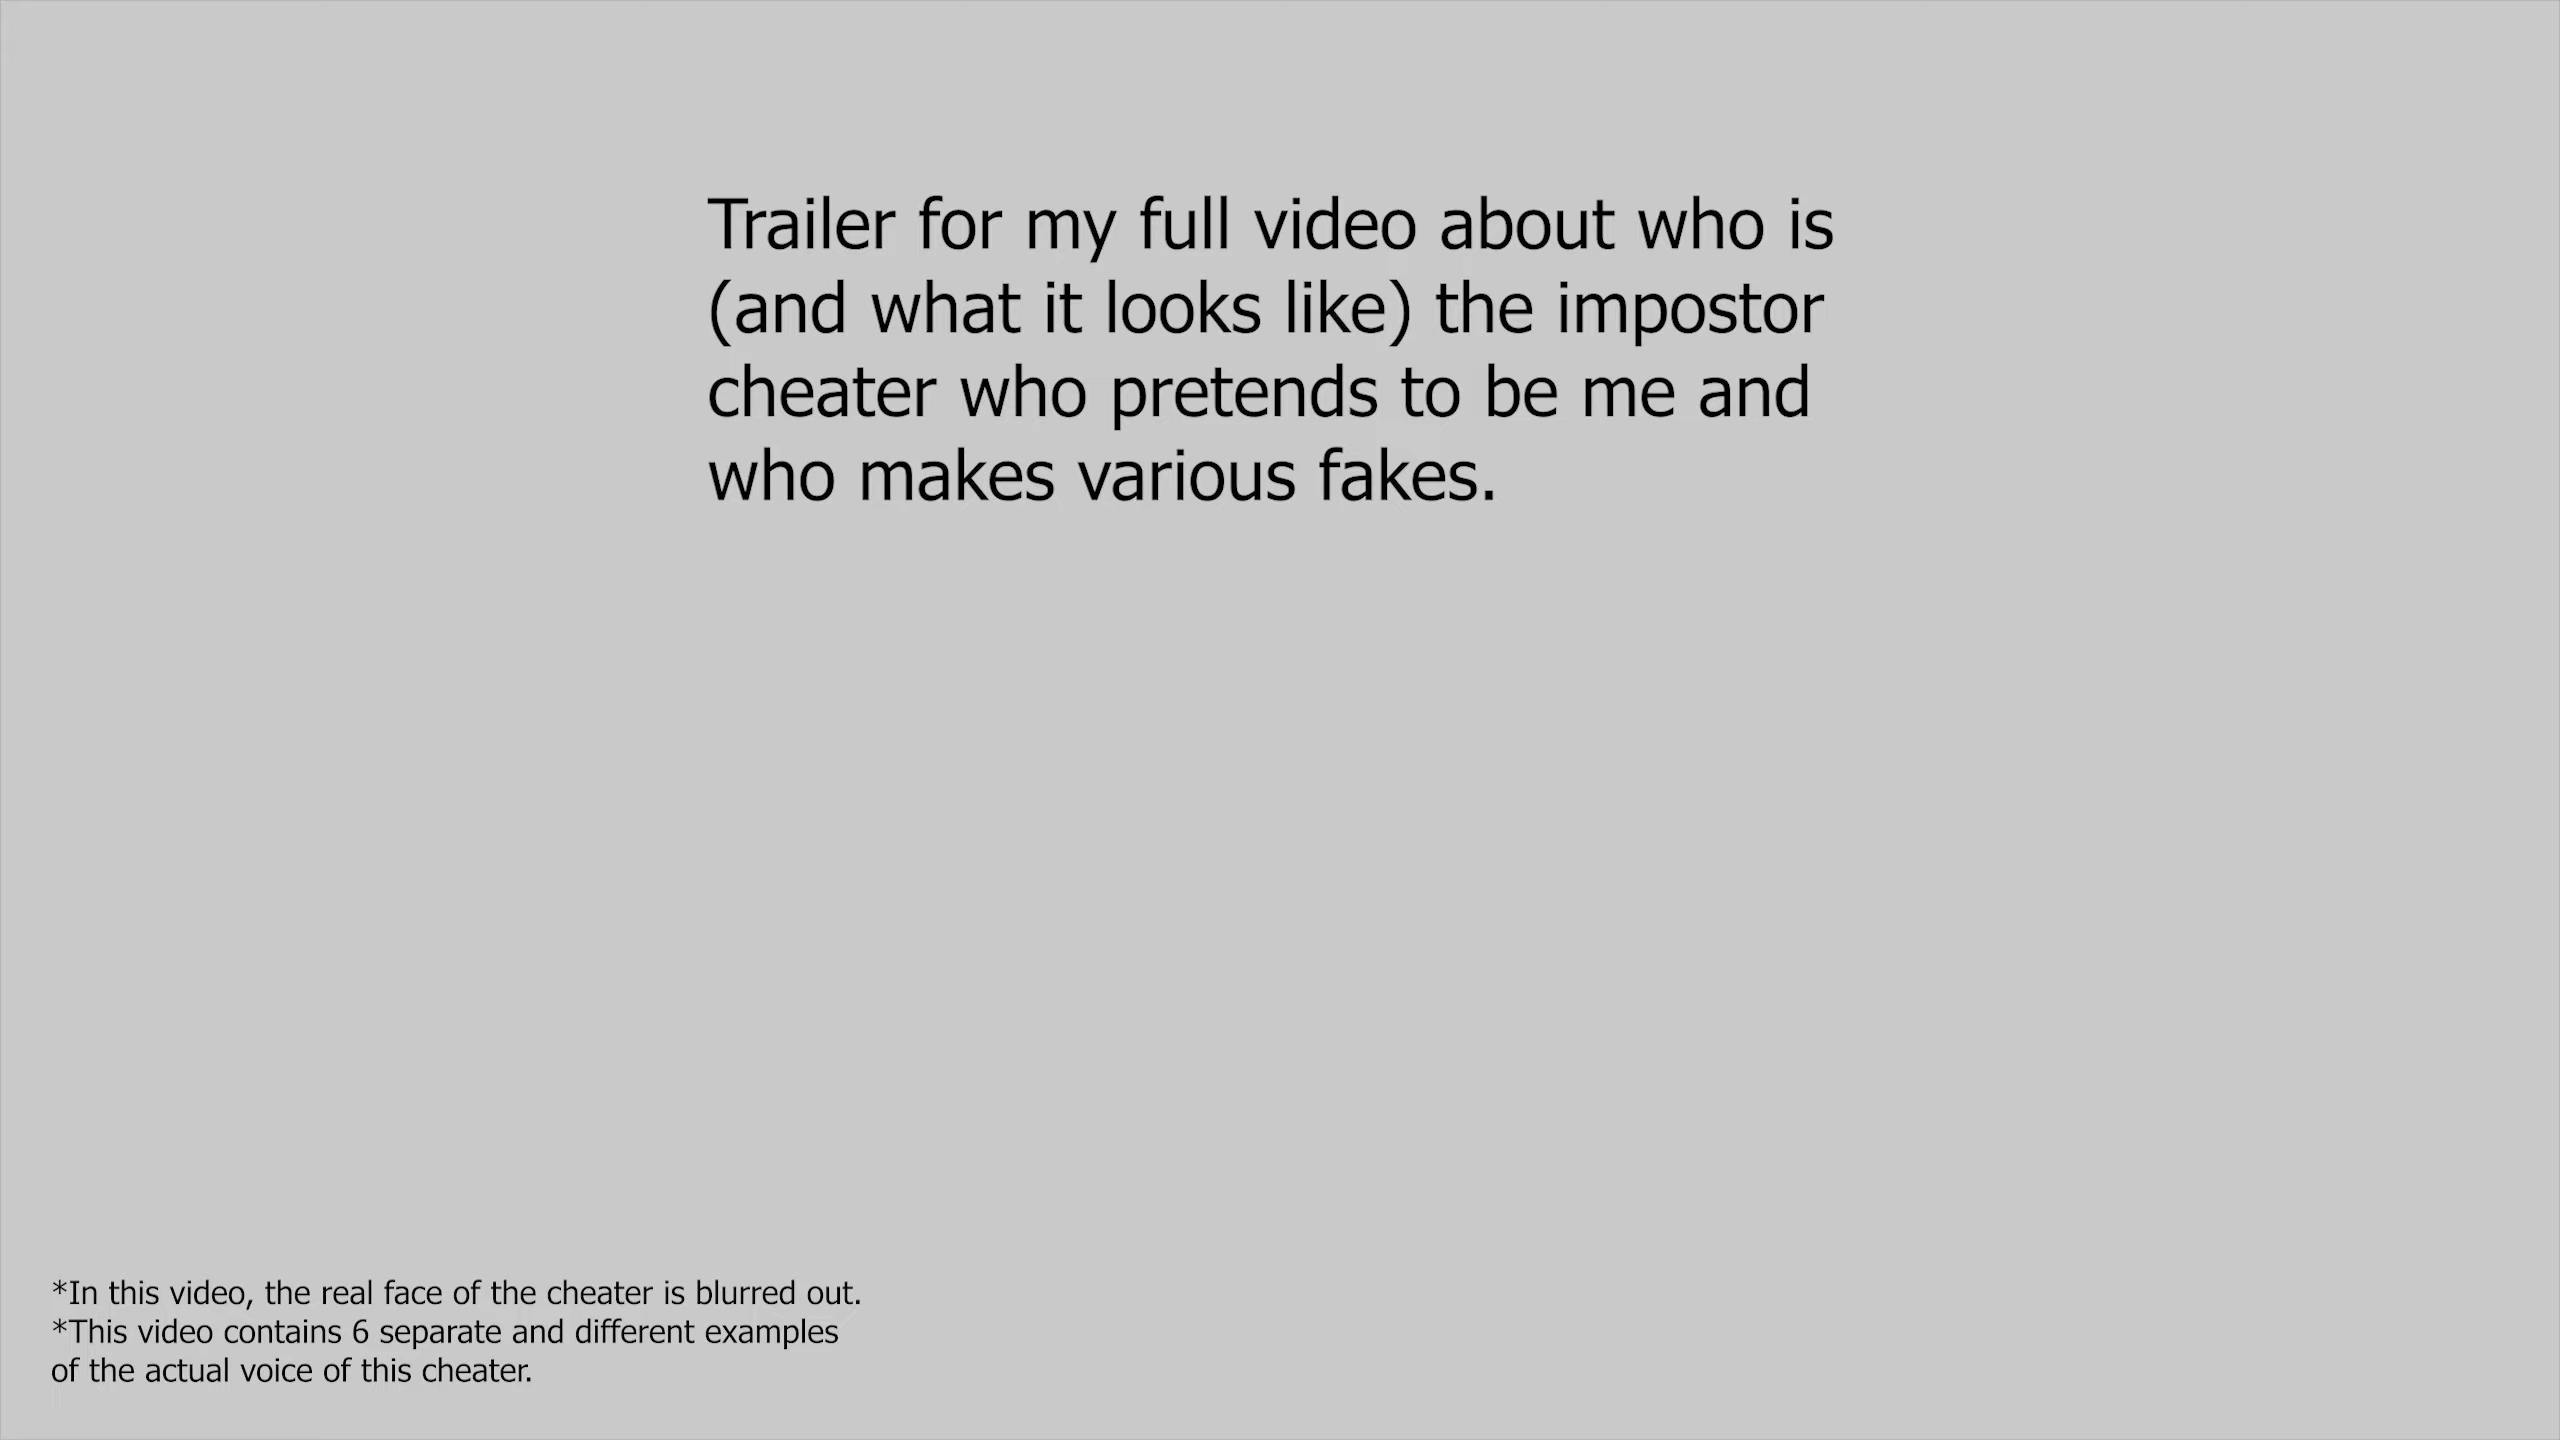 Trailer for my full video about who is
(and what it looks like) the impostor
cheater who pretends to be me and
who makes various fakes.
*In this video, the real face of the cheater is blurred out.
*This video contains 6 separate and different examples
of the actual voice of this cheater.